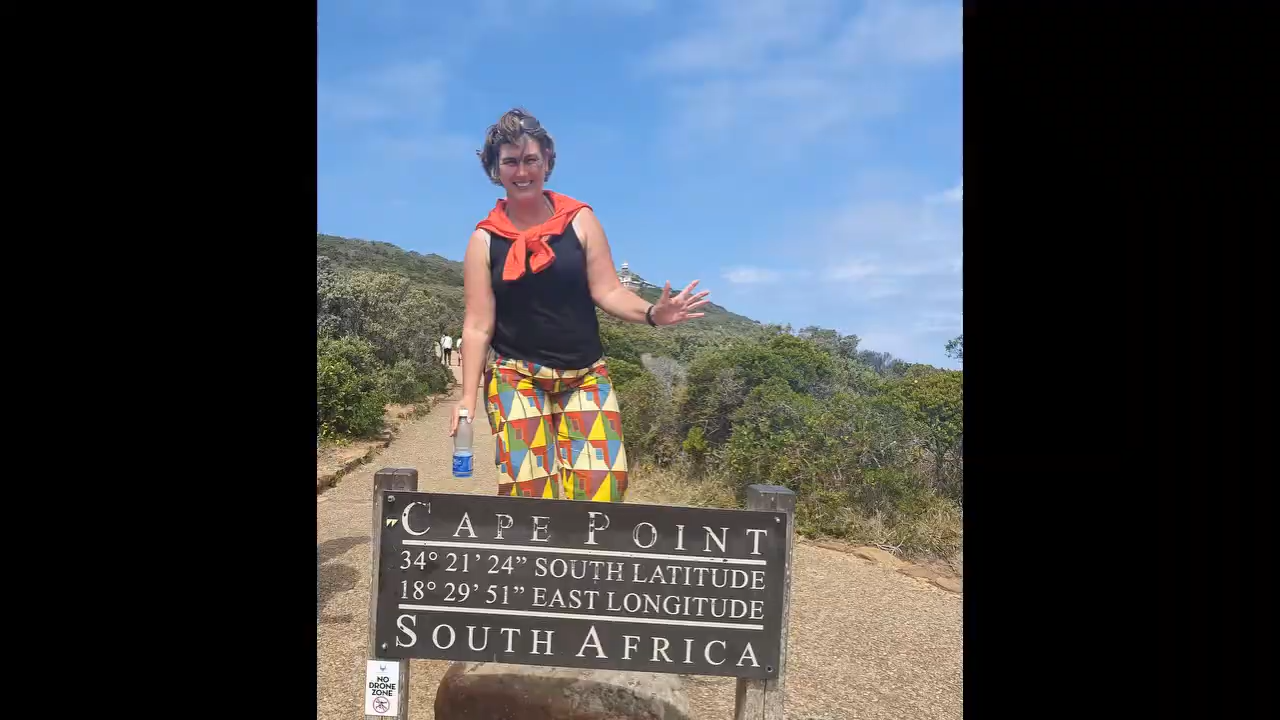 CAPE POINT
34° 21' 24" SOUTH LATITUDE
18° 29' 51" EAST LONGITUDE
SOUTH AFRICA
NO
DRONE
ZONE